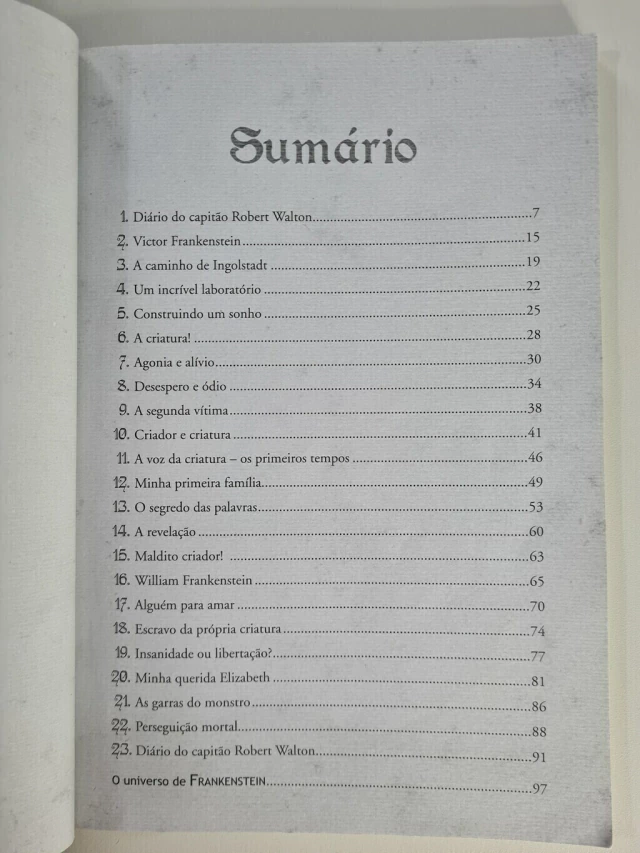 Sumário
1. Diário do capitão Robert Walton..........7
2. Victor Frankenstein..........15
3. A caminho de Ingolstadt..........19
4. Um incrível laboratório..........22
5. Construindo um sonho..........25
6. A criatura!..........28
7. Agonia e alívio..........30
8. Desespero e ódio..........34
9. A segunda vítima..........38
10. Criador e criatura..........41
11. A voz da criatura – os primeiros tempos..........46
12. Minha primeira família..........49
13. O segredo das palavras..........53
14. A revelação..........60
15. Maldito criador!..........63
16. William Frankenstein..........65
17. Alguém para amar..........70
18. Escravo da própria criatura..........74
19. Insanidade ou libertação?..........77
20. Minha querida Elizabeth..........81
21. As garras do monstro..........86
22. Perseguição mortal..........88
23. Diário do capitão Robert Walton..........91
O universo de FRANKENSTEIN..........97